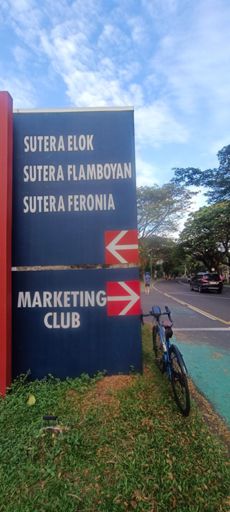 SUTERA ELOK
SUTERA FLAMBOYAN
SUTERA FERONIA
MARKETING
CLUB